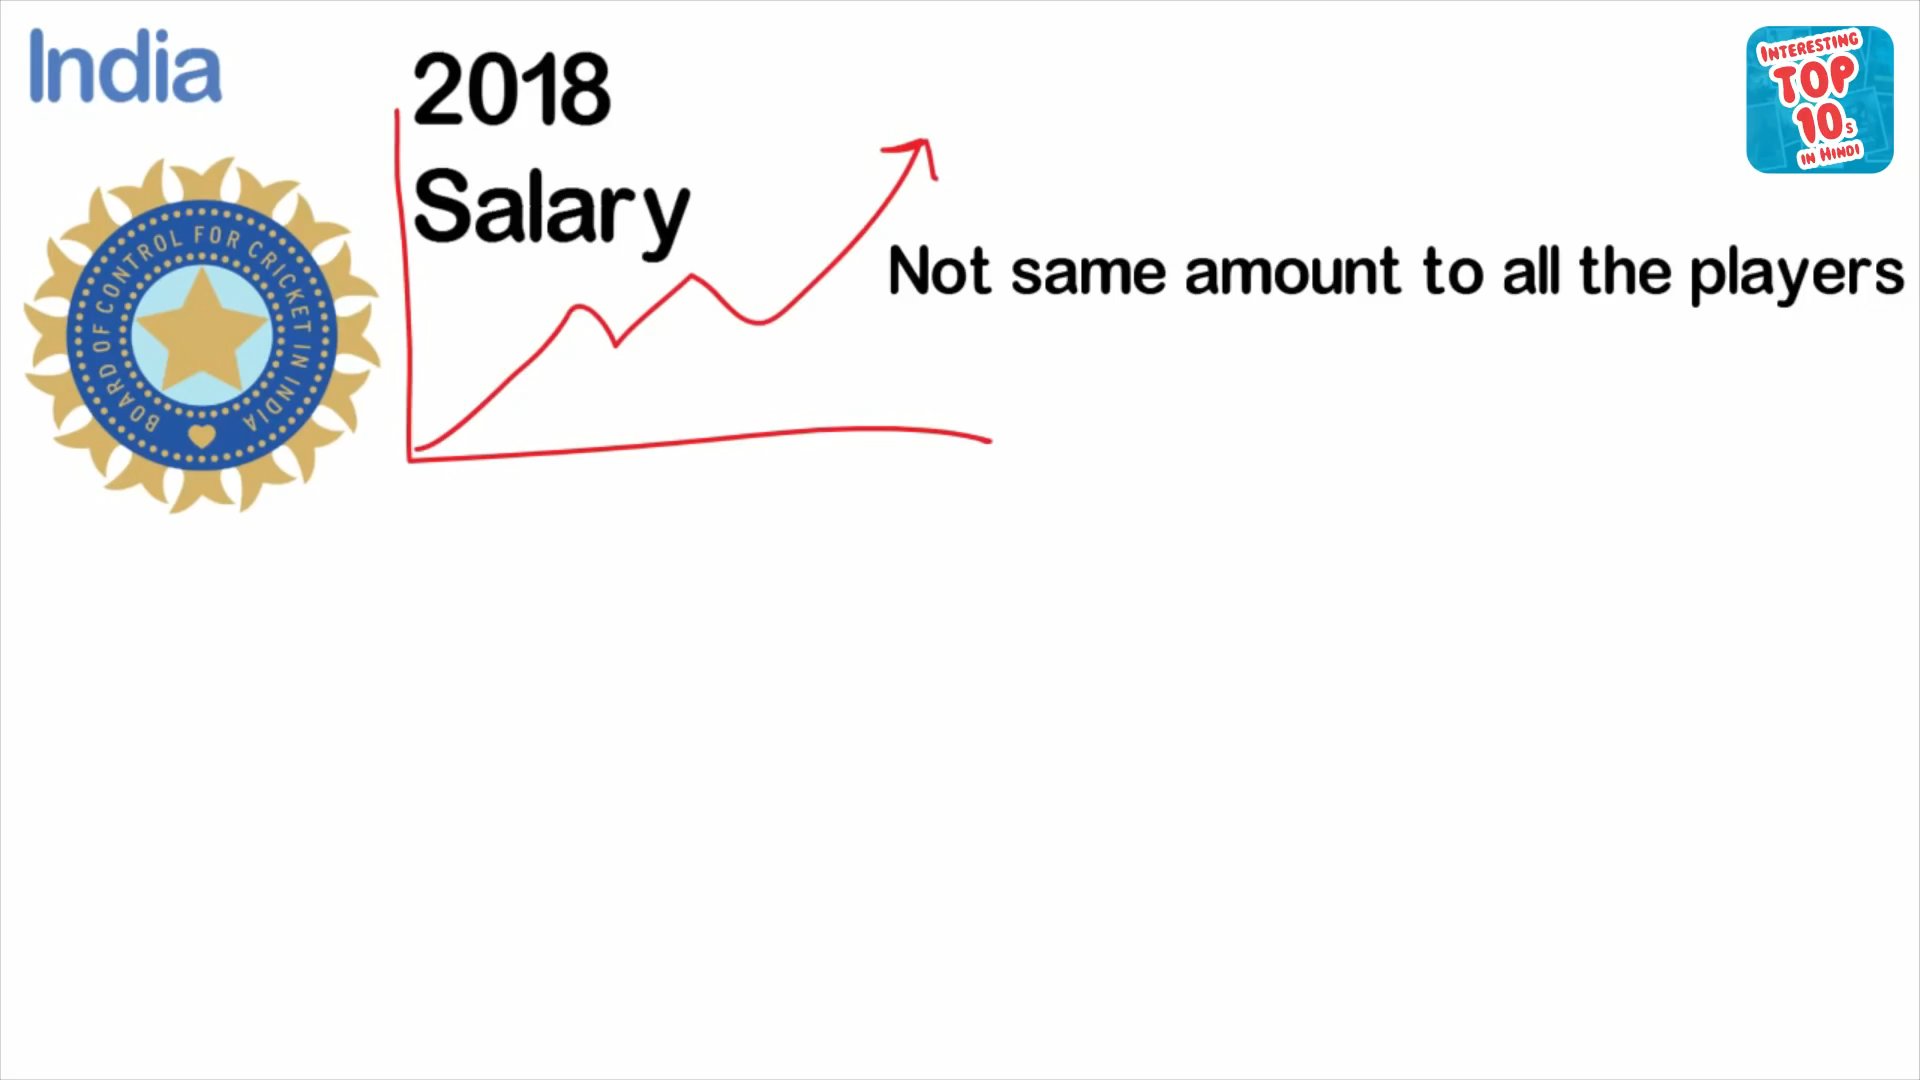 India
2018
Salary
Not same amount to all the players
BOARD OF CONTROL FOR CRICKET IN INDIA
INTERESTING
TOP
10s
IN HINDI